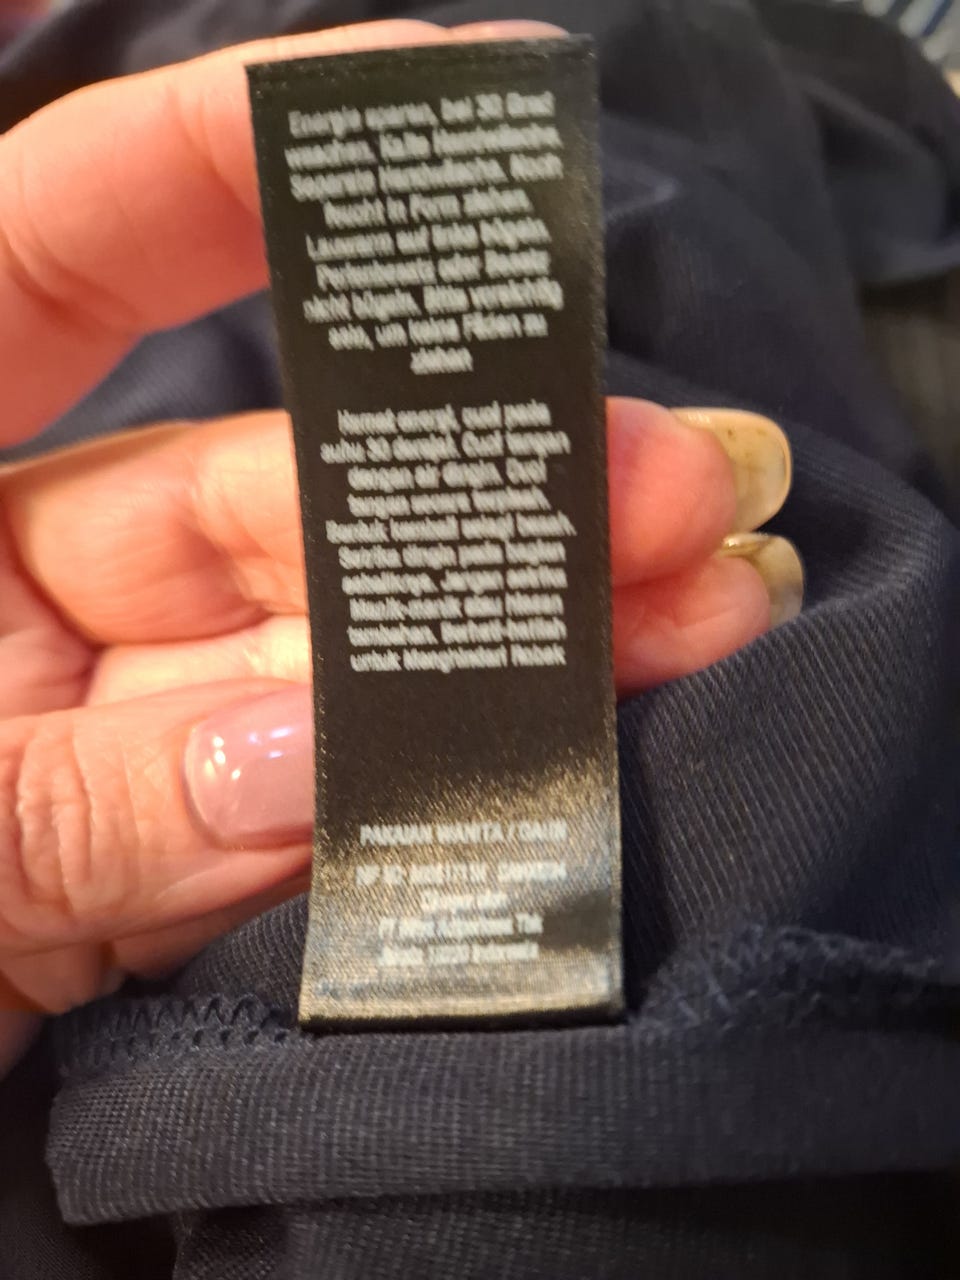 Energie sparen, bei 30 Grad
waschen. Kalte Handwäsche.
Separate Handwäsche. Noch
feucht in Form ziehen.
Lauwarm auf links bügeln.
Perlenbesatz oder Besatz
nicht bügeln. Bitte vorsichtig
sein, um keine Fäden zu
ziehen
Hemat energi, cuci pada
suhu 30 derajat. Cuci tangan
dengan air dingin. Cuci
tangan secara terpisah.
Bentuk kembali selagi basah.
Setrika dingin pada bagian
sebaliknya. Jangan setrika
Manik-manik atau Hiasan
tambahan. Berhati-hatilah
untuk Menghindari Robek
PAKAIAN WANITA / GAUN
Tbk
Indonesia